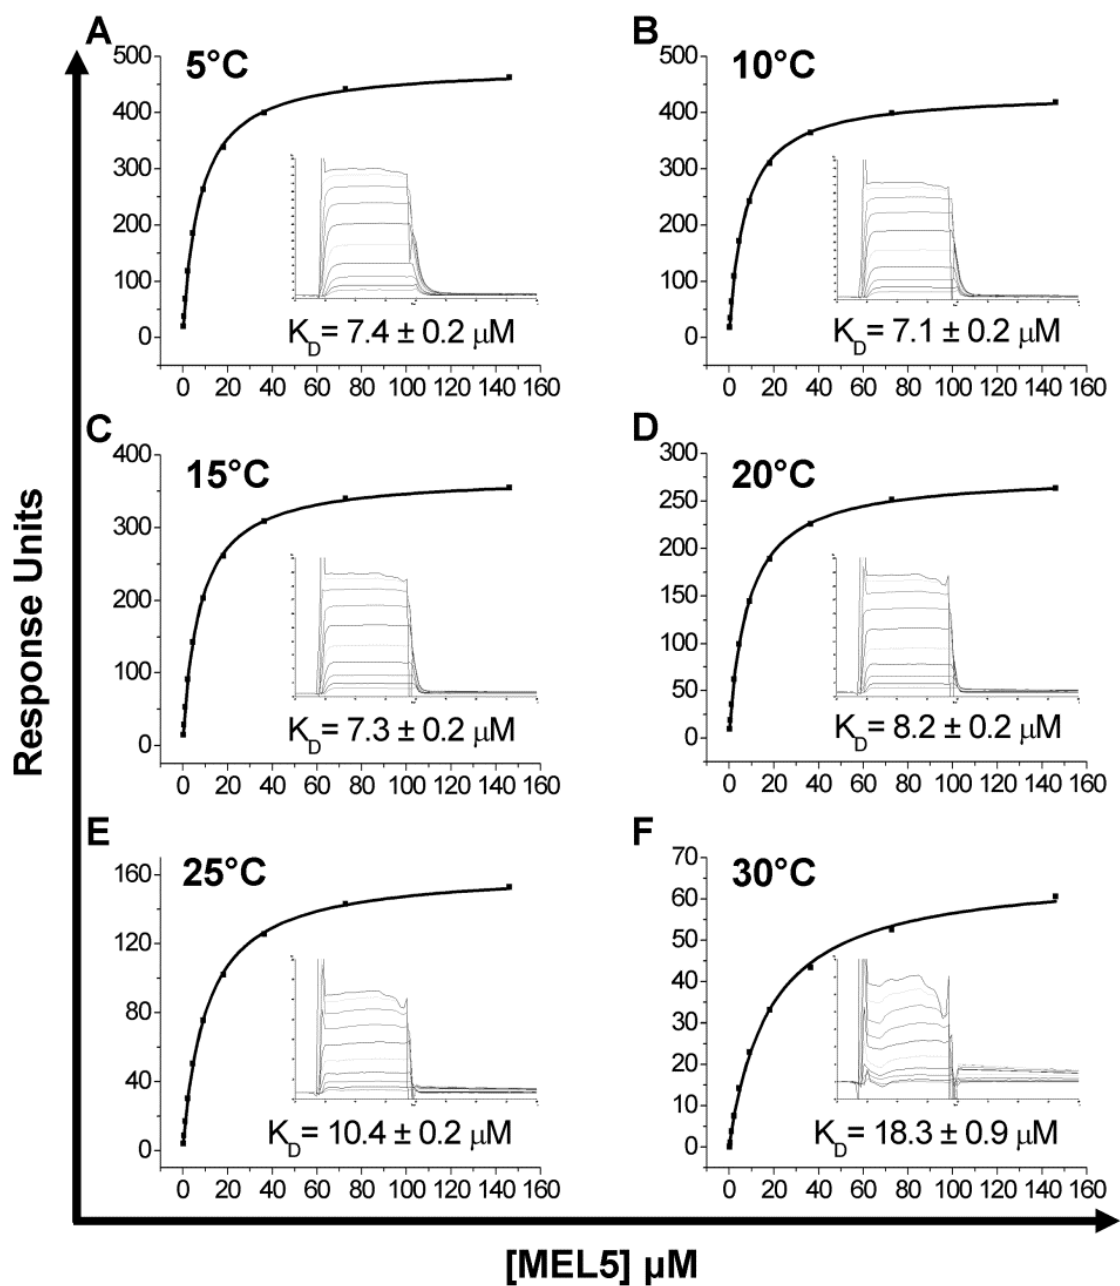 A
5°C
500
400
300
200
100
0
0 20 40 60 80 100 120 140 160
K_D = 7.4 ± 0.2 μM
B
10°C
500
400
300
200
100
0
0 20 40 60 80 100 120 140 160
K_D = 7.1 ± 0.2 μM
C
15°C
400
300
200
100
0
0 20 40 60 80 100 120 140 160
K_D = 7.3 ± 0.2 μM
D
20°C
300
250
200
150
100
50
0
0 20 40 60 80 100 120 140 160
K_D = 8.2 ± 0.2 μM
E
25°C
160
120
80
40
0
0 20 40 60 80 100 120 140 160
K_D = 10.4 ± 0.2 μM
F
30°C
70
60
50
40
30
20
10
0
0 20 40 60 80 100 120 140 160
K_D = 18.3 ± 0.9 μM
Response Units
[MEL5] μM